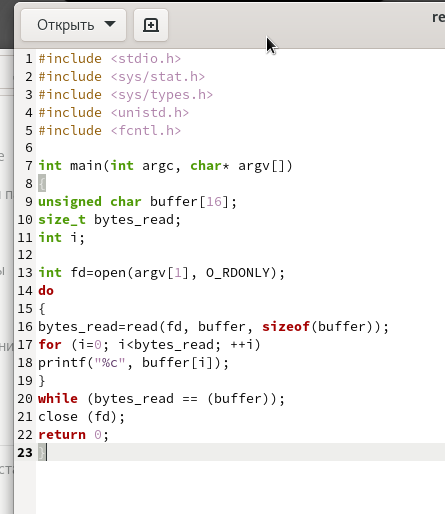 Открыть
re
1 #include <stdio.h>
2 #include <sys/stat.h>
3 #include <sys/types.h>
4 #include <unistd.h>
5 #include <fcntl.h>
6
7 int main(int argc, char* argv[])
8 {
9 unsigned char buffer[16];
10 size_t bytes_read;
11 int i;
12
13 int fd=open(argv[1], O_RDONLY);
14 do
15 {
16 bytes_read=read(fd, buffer, sizeof(buffer));
17 for (i=0; i<bytes_read; ++i)
18 printf("%c", buffer[i]);
19 }
20 while (bytes_read == (buffer));
21 close (fd);
22 return 0;
23 }